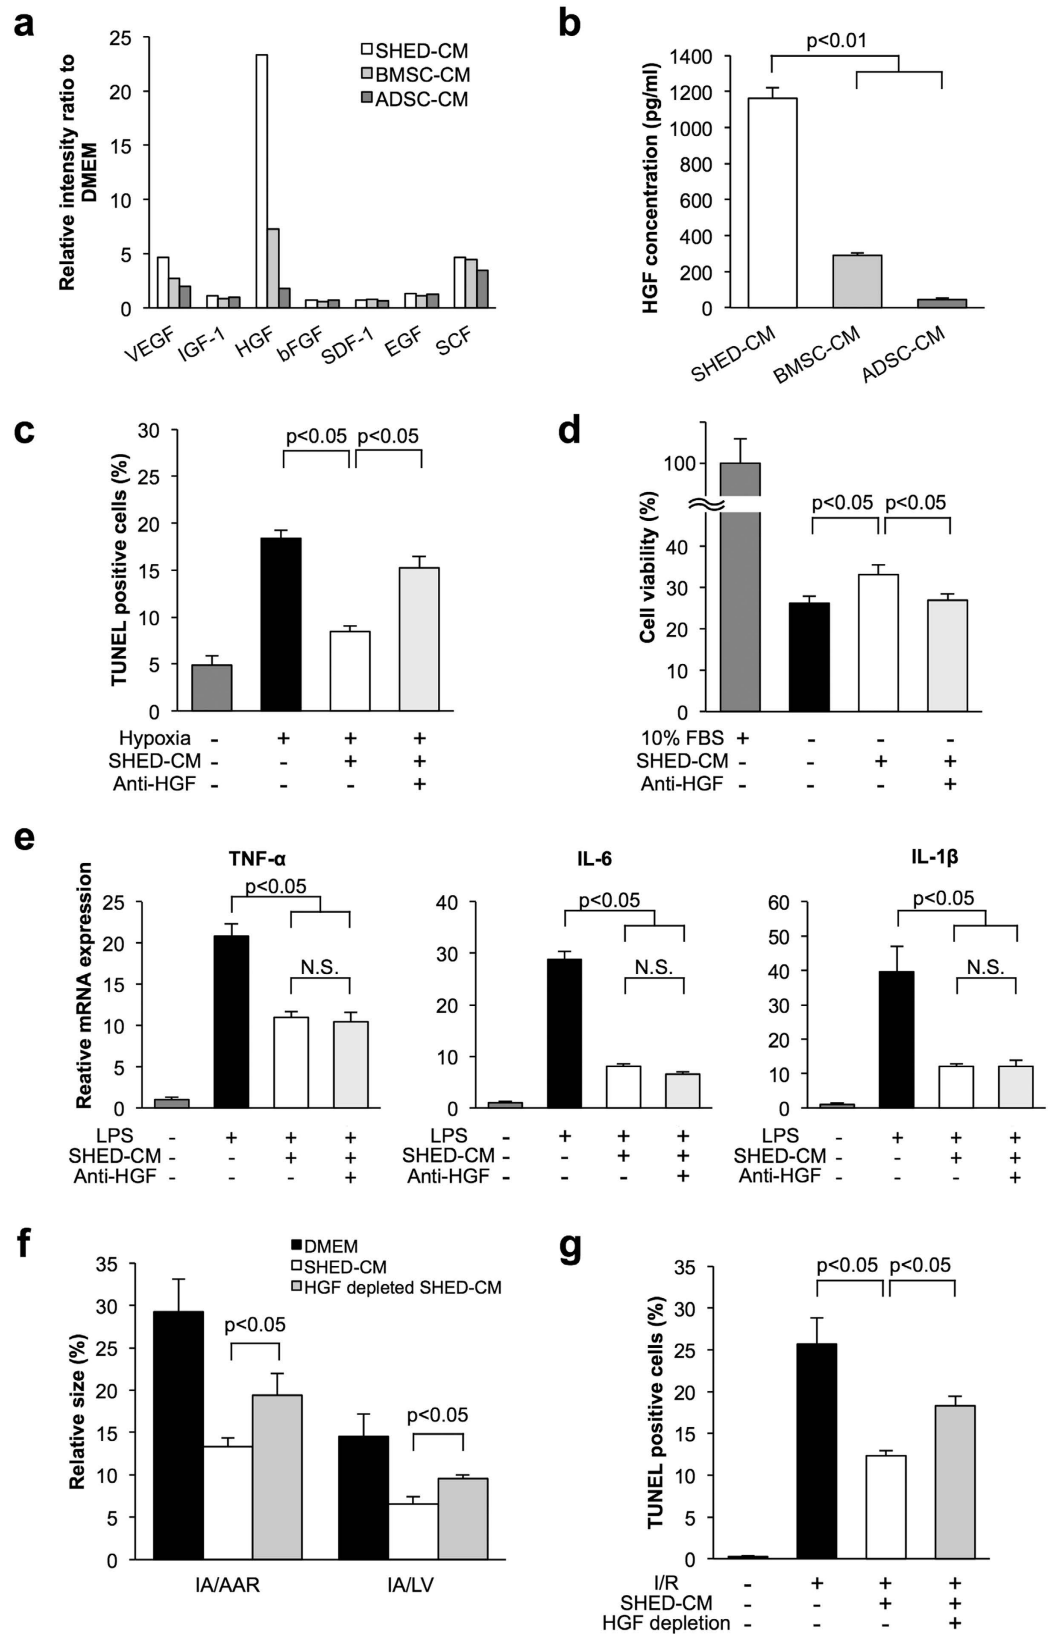 a
Relative intensity ratio to
DMEM
25
20
15
10
5
0
SHED-CM
BMSC-CM
ADSC-CM
VEGF IGF-1 HGF bFGF SDF-1 EGF SCF
b
HGF concentration (pg/ml)
1400
1200
1000
800
600
400
200
0
p<0.01
SHED-CM BMSC-CM ADSC-CM
c
TUNEL positive cells (%)
30
25
20
15
10
5
0
p<0.05 p<0.05
Hypoxia - + + +
SHED-CM - - + +
Anti-HGF - - - +
d
Cell viability (%)
100
40
30
20
10
0
p<0.05 p<0.05
10% FBS + - - -
SHED-CM - - + +
Anti-HGF - - - +
e
Reative mRNA expression
TNF-α
25
20
15
10
5
0
p<0.05
N.S.
LPS - + + +
SHED-CM - - + +
Anti-HGF - - - +
IL-6
40
30
20
10
0
p<0.05
N.S.
LPS - + + +
SHED-CM - - + +
Anti-HGF - - - +
IL-1β
60
50
40
30
20
10
0
p<0.05
N.S.
LPS - + + +
SHED-CM - - + +
Anti-HGF - - - +
f
Relative size (%)
35
30
25
20
15
10
5
0
DMEM
SHED-CM
HGF depleted SHED-CM
p<0.05
p<0.05
IA/AAR IA/LV
g
TUNEL positive cells (%)
35
30
25
20
15
10
5
0
p<0.05 p<0.05
I/R - + + +
SHED-CM - - + +
HGF depletion - - - +